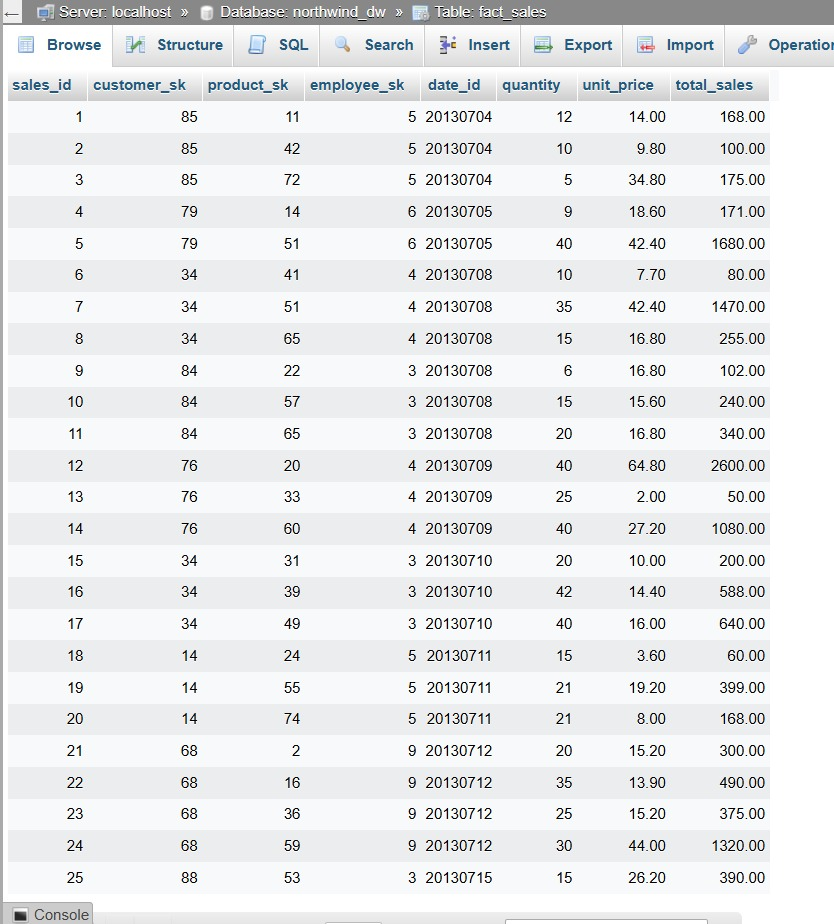 Server: localhost » Database: northwind_dw » Table: fact_sales
Browse Structure SQL Search Insert Export Import Operation
sales_id customer_sk product_sk employee_sk date_id quantity unit_price total_sales
1 85 11 5 20130704 12 14.00 168.00
2 85 42 5 20130704 10 9.80 100.00
3 85 72 5 20130704 5 34.80 175.00
4 79 14 6 20130705 9 18.60 171.00
5 79 51 6 20130705 40 42.40 1680.00
6 34 41 4 20130708 10 7.70 80.00
7 34 51 4 20130708 35 42.40 1470.00
8 34 65 4 20130708 15 16.80 255.00
9 84 22 3 20130708 6 16.80 102.00
10 84 57 3 20130708 15 15.60 240.00
11 84 65 3 20130708 20 16.80 340.00
12 76 20 4 20130709 40 64.80 2600.00
13 76 33 4 20130709 25 2.00 50.00
14 76 60 4 20130709 40 27.20 1080.00
15 34 31 3 20130710 20 10.00 200.00
16 34 39 3 20130710 42 14.40 588.00
17 34 49 3 20130710 40 16.00 640.00
18 14 24 5 20130711 15 3.60 60.00
19 14 55 5 20130711 21 19.20 399.00
20 14 74 5 20130711 21 8.00 168.00
21 68 2 9 20130712 20 15.20 300.00
22 68 16 9 20130712 35 13.90 490.00
23 68 36 9 20130712 25 15.20 375.00
24 68 59 9 20130712 30 44.00 1320.00
25 88 53 3 20130715 15 26.20 390.00
Console